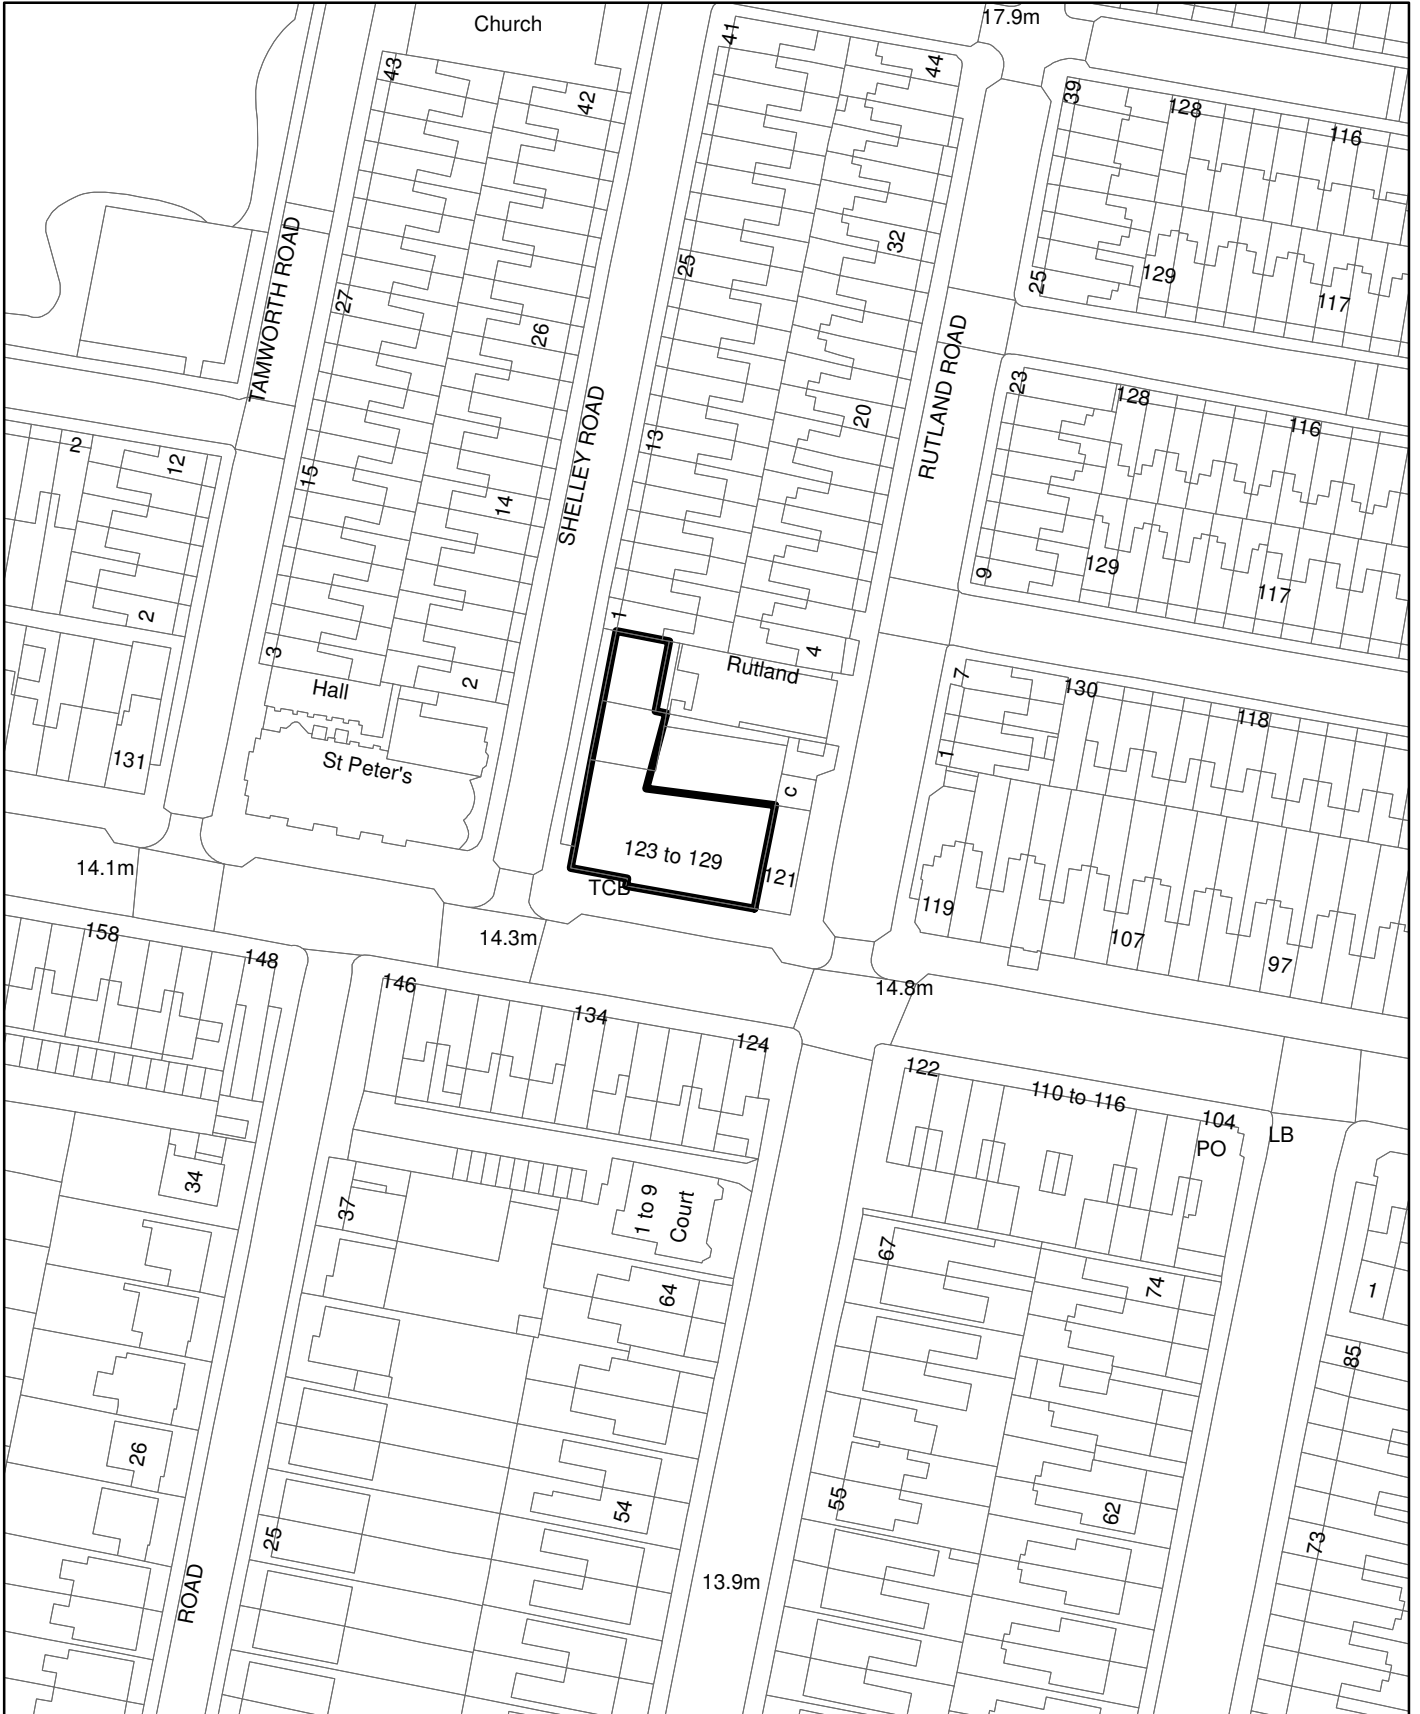 Church
17.9m
41
43
44
42
39
128
116
TAMWORTH ROAD
32
25
129
25
117
27
26
RUTLAND ROAD
SHELLEY ROAD
23
128
116
20
13
2
12
15
14
129
9
117
2
1
3
4
Rutland
Hall
2
7
130
118
St Peter's
1
131
c
123 to 129
14.1m
121
TCB
119
158
14.3m
107
148
97
146
14.8m
134
124
122
110 to 116
104
LB
PO
34
37
1 to 9
Court
67
64
74
1
85
26
55
54
62
25
73
13.9m
ROAD